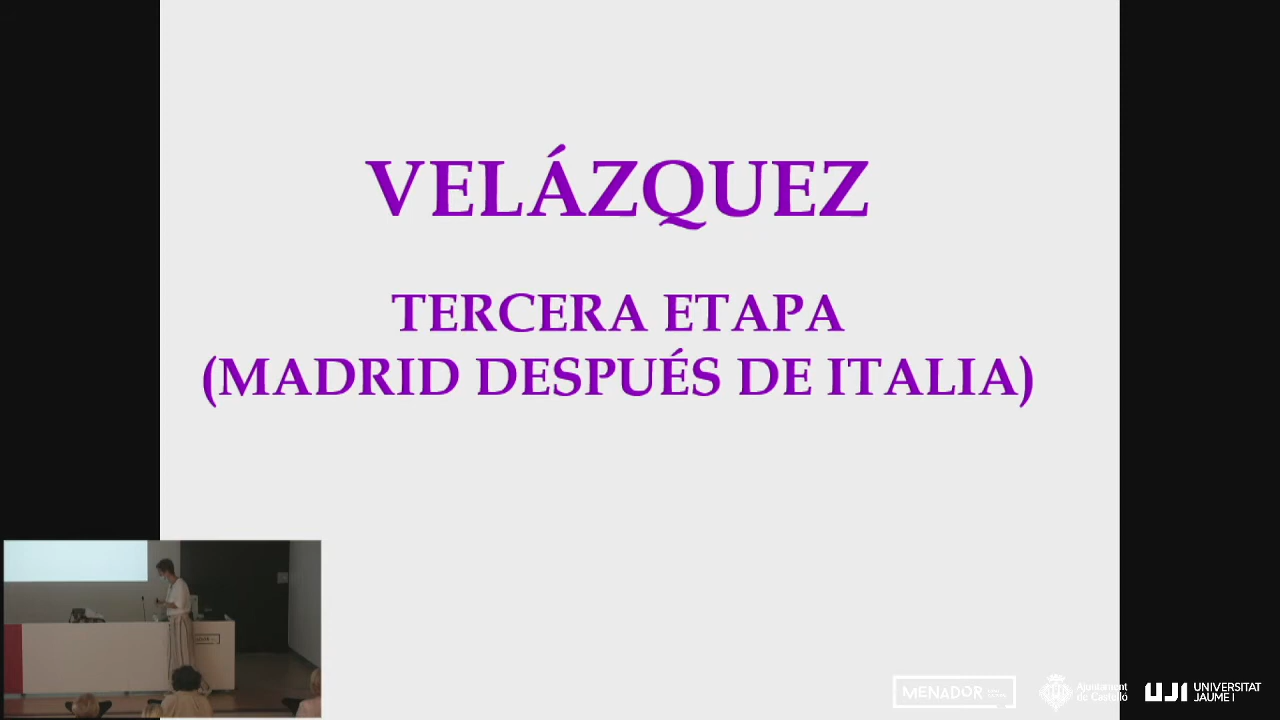 VELÁZQUEZ
TERCERA ETAPA
(MADRID DESPUÉS DE ITALIA)
MENADOR
Ajuntament
de Castelló
UJI UNIVERSITAT
JAUME I